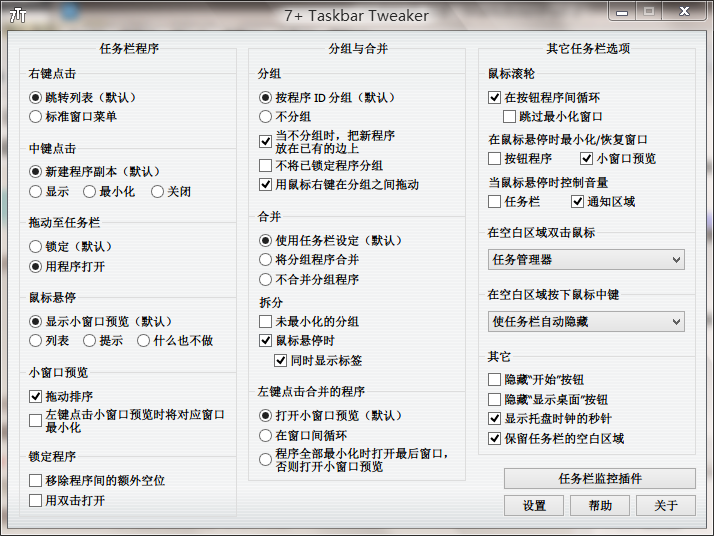 7+ Taskbar Tweaker
任务栏程序
右键点击
跳转列表（默认）
标准窗口菜单
中键点击
新建程序副本（默认）
显示 最小化 关闭
拖动至任务栏
锁定（默认）
用程序打开
鼠标悬停
显示小窗口预览（默认）
列表 提示 什么也不做
小窗口预览
拖动排序
左键点击小窗口预览时将对应窗口
最小化
锁定程序
移除程序间的额外空位
用双击打开
分组与合并
分组
按程序 ID 分组（默认）
不分组
当不分组时，把新程序
放在已有的边上
不将已锁定程序分组
用鼠标右键在分组之间拖动
合并
使用任务栏设定（默认）
将分组程序合并
不合并分组程序
拆分
未最小化的分组
鼠标悬停时
同时显示标签
左键点击合并的程序
打开小窗口预览（默认）
在窗口间循环
程序全部最小化时打开最后窗口，
否则打开小窗口预览
其它任务栏选项
鼠标滚轮
在按钮程序间循环
跳过最小化窗口
在鼠标悬停时最小化/恢复窗口
按钮程序 小窗口预览
当鼠标悬停时控制音量
任务栏 通知区域
在空白区域双击鼠标
任务管理器
在空白区域按下鼠标中键
使任务栏自动隐藏
其它
隐藏“开始”按钮
隐藏“显示桌面”按钮
显示托盘时钟的秒针
保留任务栏的空白区域
任务栏监控插件
设置 帮助 关于